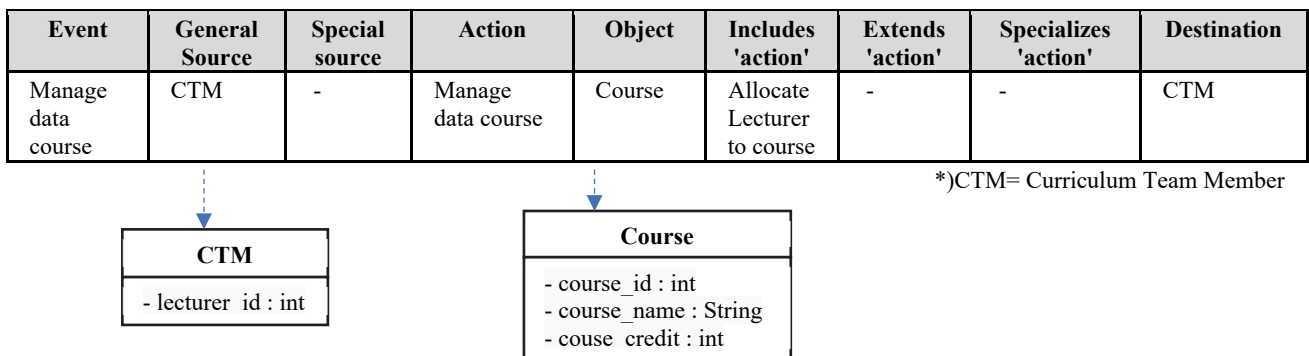 Event General Special Action Object Includes Extends Specializes Destination
Source source 'action' 'action' 'action'
Manage CTM - Manage Course Allocate - - CTM
data data course Lecturer
course to course
*)CTM= Curriculum Team Member
CTM
- lecturer_id : int
Course
- course_id : int
- course_name : String
- couse_credit : int